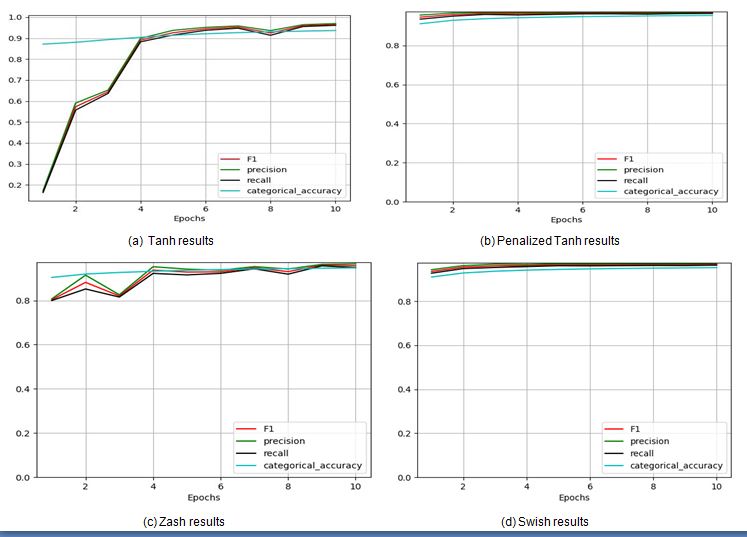 1.0
0.9
0.8
0.7
0.6
0.5
0.4
0.3
0.2
F1
precision
recall
categorical_accuracy
2 4 6 8 10
Epochs
(a) Tanh results
0.8
0.6
0.4
0.2
0.0
F1
precision
recall
categorical_accuracy
2 4 6 8 10
Epochs
(b) Penalized Tanh results
0.8
0.6
0.4
0.2
0.0
F1
precision
recall
categorical_accuracy
2 4 6 8 10
Epochs
(c) Zash results
0.8
0.6
0.4
0.2
0.0
F1
precision
recall
categorical_accuracy
2 4 6 8 10
Epochs
(d) Swish results